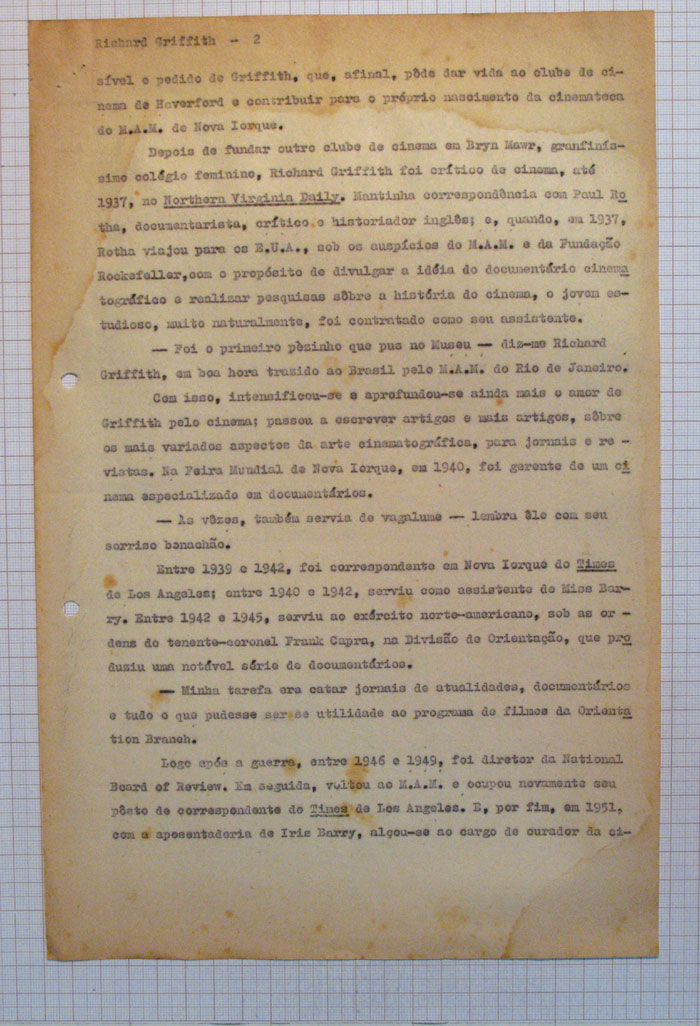 Richard Griffith - 2
sível o pedido de Griffith, que, afinal, pôde dar vida ao clube de ci-
nema de Haverford e contribuir para o próprio nascimento da cinemateca
do M.A.M. de Nova Iorque.
Depois de fundar outro clube de cinema em Bryn Mawr, granfinís-
simo colégio feminino, Richard Griffith foi crítico de cinema, até
1937, no Northern Virginia Daily. Mantinha correspondência com Paul Ro
tha, documentarista, crítico e historiador inglês; e, quando, em 1937,
Rotha viajou para os E.U.A., sob os auspícios do M.A.M. e da Fundação
Rockefeller,com o propósito de divulgar a idéia do documentário cinema
tográfico e realizar pesquisas sôbre a história do cinema, o jovem es-
tudioso, muito naturalmente, foi contratado como seu assistente.
— Foi o primeiro pèzinho que pus no Museu — diz-me Richard
Griffith, em boa hora trazido ao Brasil pelo M.A.M. do Rio de Janeiro.
Com isso, intensificou-se e aprofundou-se ainda mais o amor de
Griffith pelo cinema; passou a escrever artigos e mais artigos, sôbre
os mais variados aspectos da arte cinematográfica, para jornais e re -
vistas. Na Feira Mundial de Nova Iorque, em 1940, foi gerente de um ci
nema especializado em documentários.
— Às vêzes, também servia de vagalume — lembra êle com seu
sorriso bonachão.
Entre 1939 e 1942, foi correspondente em Nova Iorque do Times
de Los Angeles; entre 1940 e 1942, serviu como assistente de Miss Bar-
ry. Entre 1942 e 1945, serviu ao exército norte-americano, sob as or -
dens do tenente-coronel Frank Capra, na Divisão de Orientação, que pro
duziu uma notável série de documentários.
— Minha tarefa era catar jornais de atualidades, documentários
e tudo o que pudesse ser de utilidade ao programa de filmes da Orienta
tion Branch.
Logo após a guerra, entre 1946 e 1949, foi diretor da National
Board of Review. Em seguida, voltou ao M.A.M. e ocupou novamente seu
pôsto de correspondente do Times de Los Angeles. E, por fim, em 1951,
com a aposentadoria de Iris Barry, alçou-se ao cargo de curador da ci-